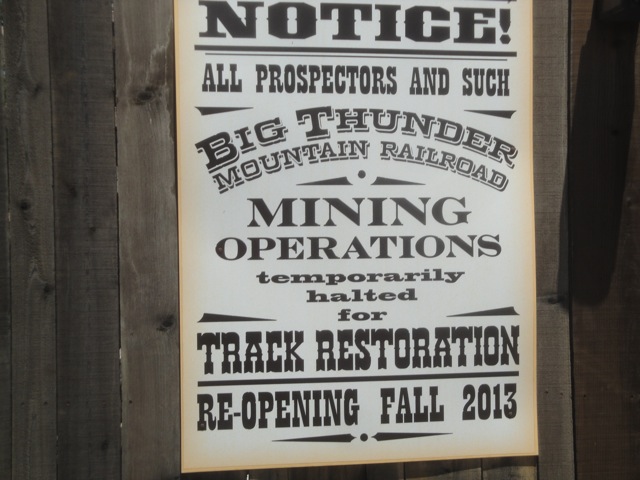 NOTICE!
ALL PROSPECTORS AND SUCH
BIG THUNDER
MOUNTAIN RAILROAD
MINING
OPERATIONS
temporarily
halted
for
TRACK RESTORATION
RE-OPENING FALL 2013